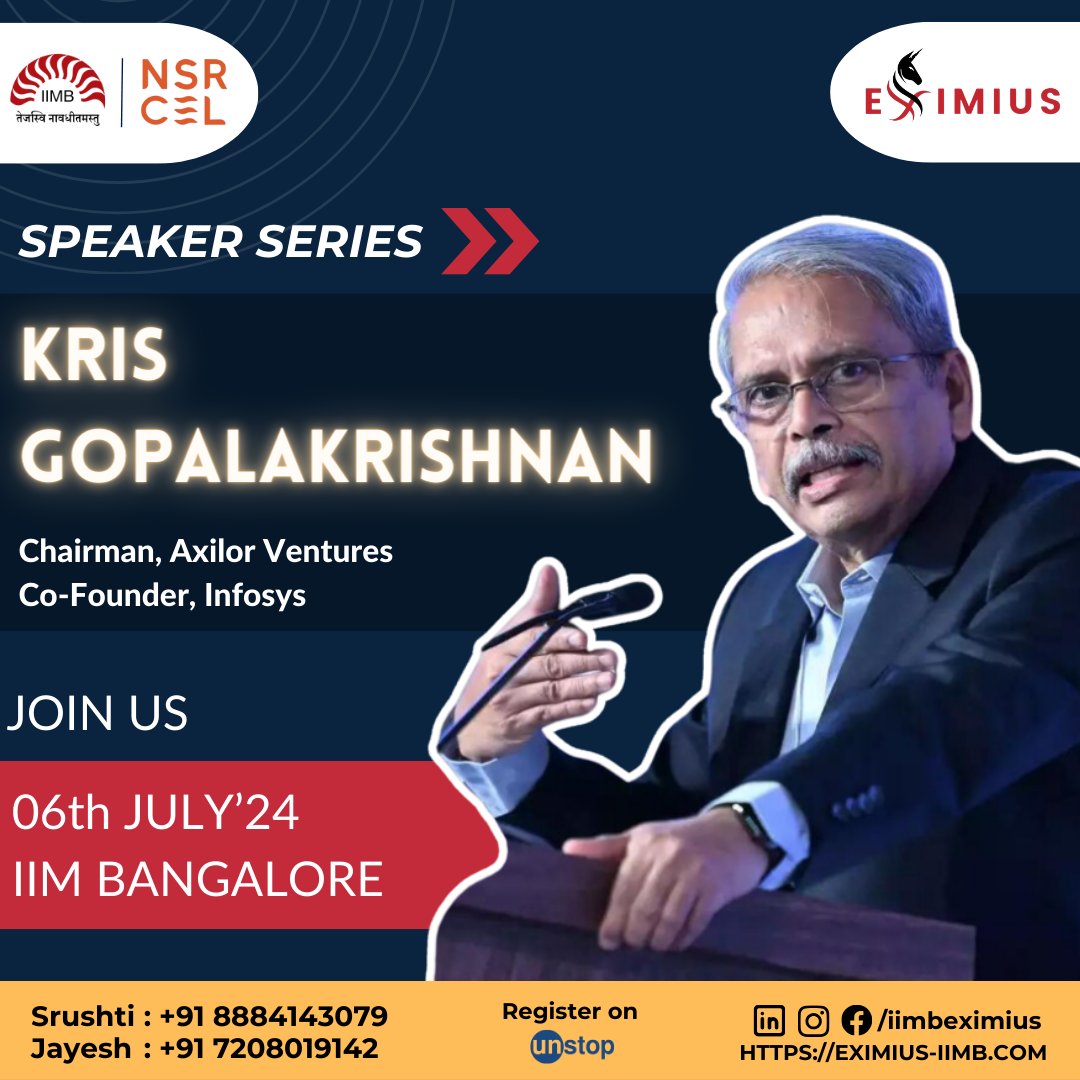 IIMB
तेजस्वि नावधीतमस्तु
NSR
CEL
EXIMIUS
SPEAKER SERIES
KRIS
GOPALAKRISHNAN
Chairman, Axilor Ventures
Co-Founder, Infosys
JOIN US
06th JULY’24
IIM BANGALORE
Srushti : +91 8884143079
Jayesh : +91 7208019142
Register on
unstop
/iimbeximius
HTTPS://EXIMIUS-IIMB.COM